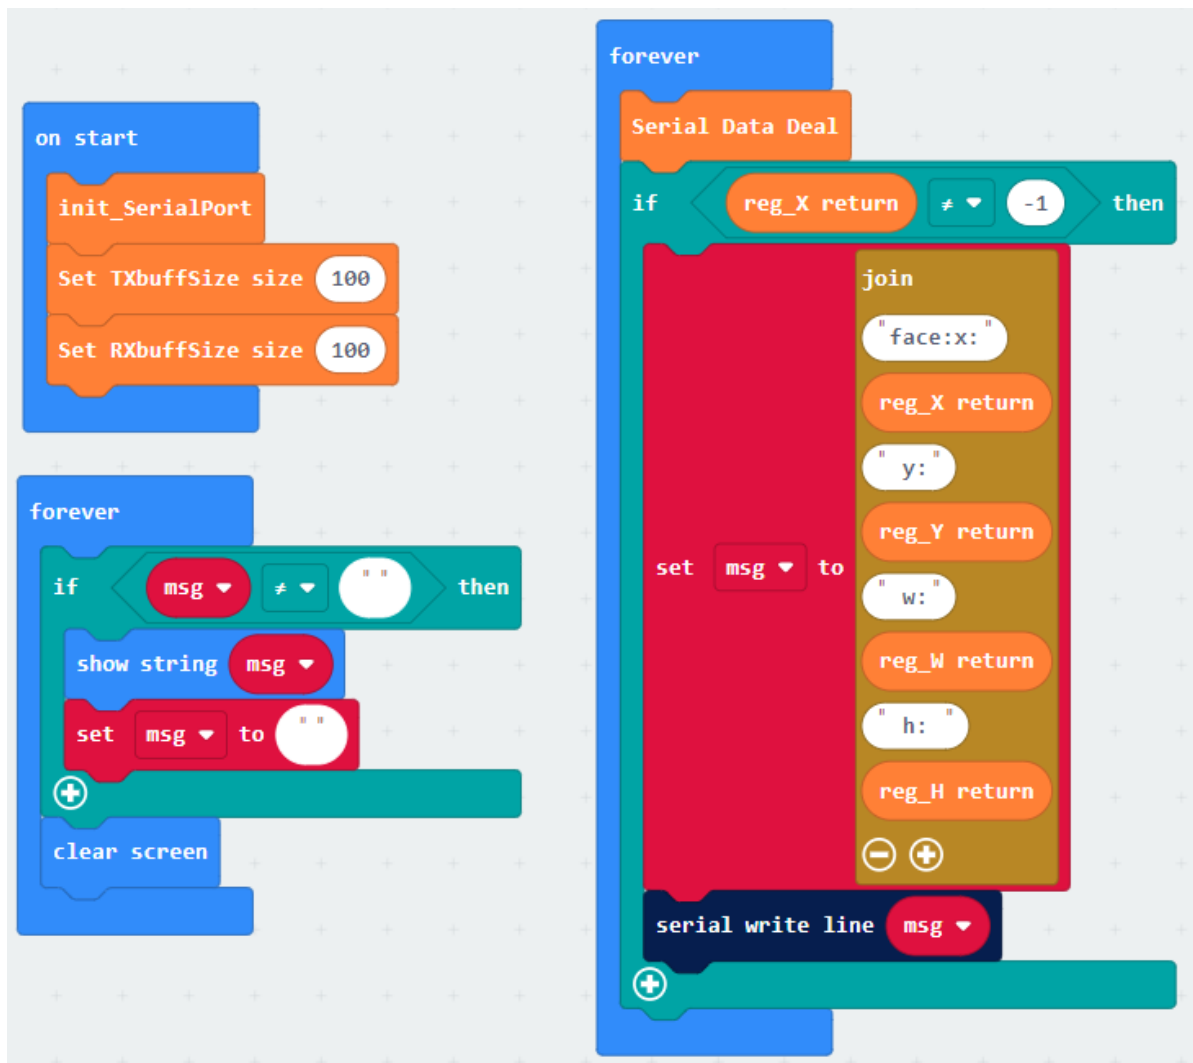 on start
init_SerialPort
Set TXbuffSize size 100
Set RXbuffSize size 100
forever
if msg ≠ " " then
show string msg
set msg to " "
clear screen
forever
Serial Data Deal
if reg_X return ≠ -1 then
set msg to
join
"face:x:"
reg_X return
" y:"
reg_Y return
" w:"
reg_W return
" h: "
reg_H return
serial write line msg